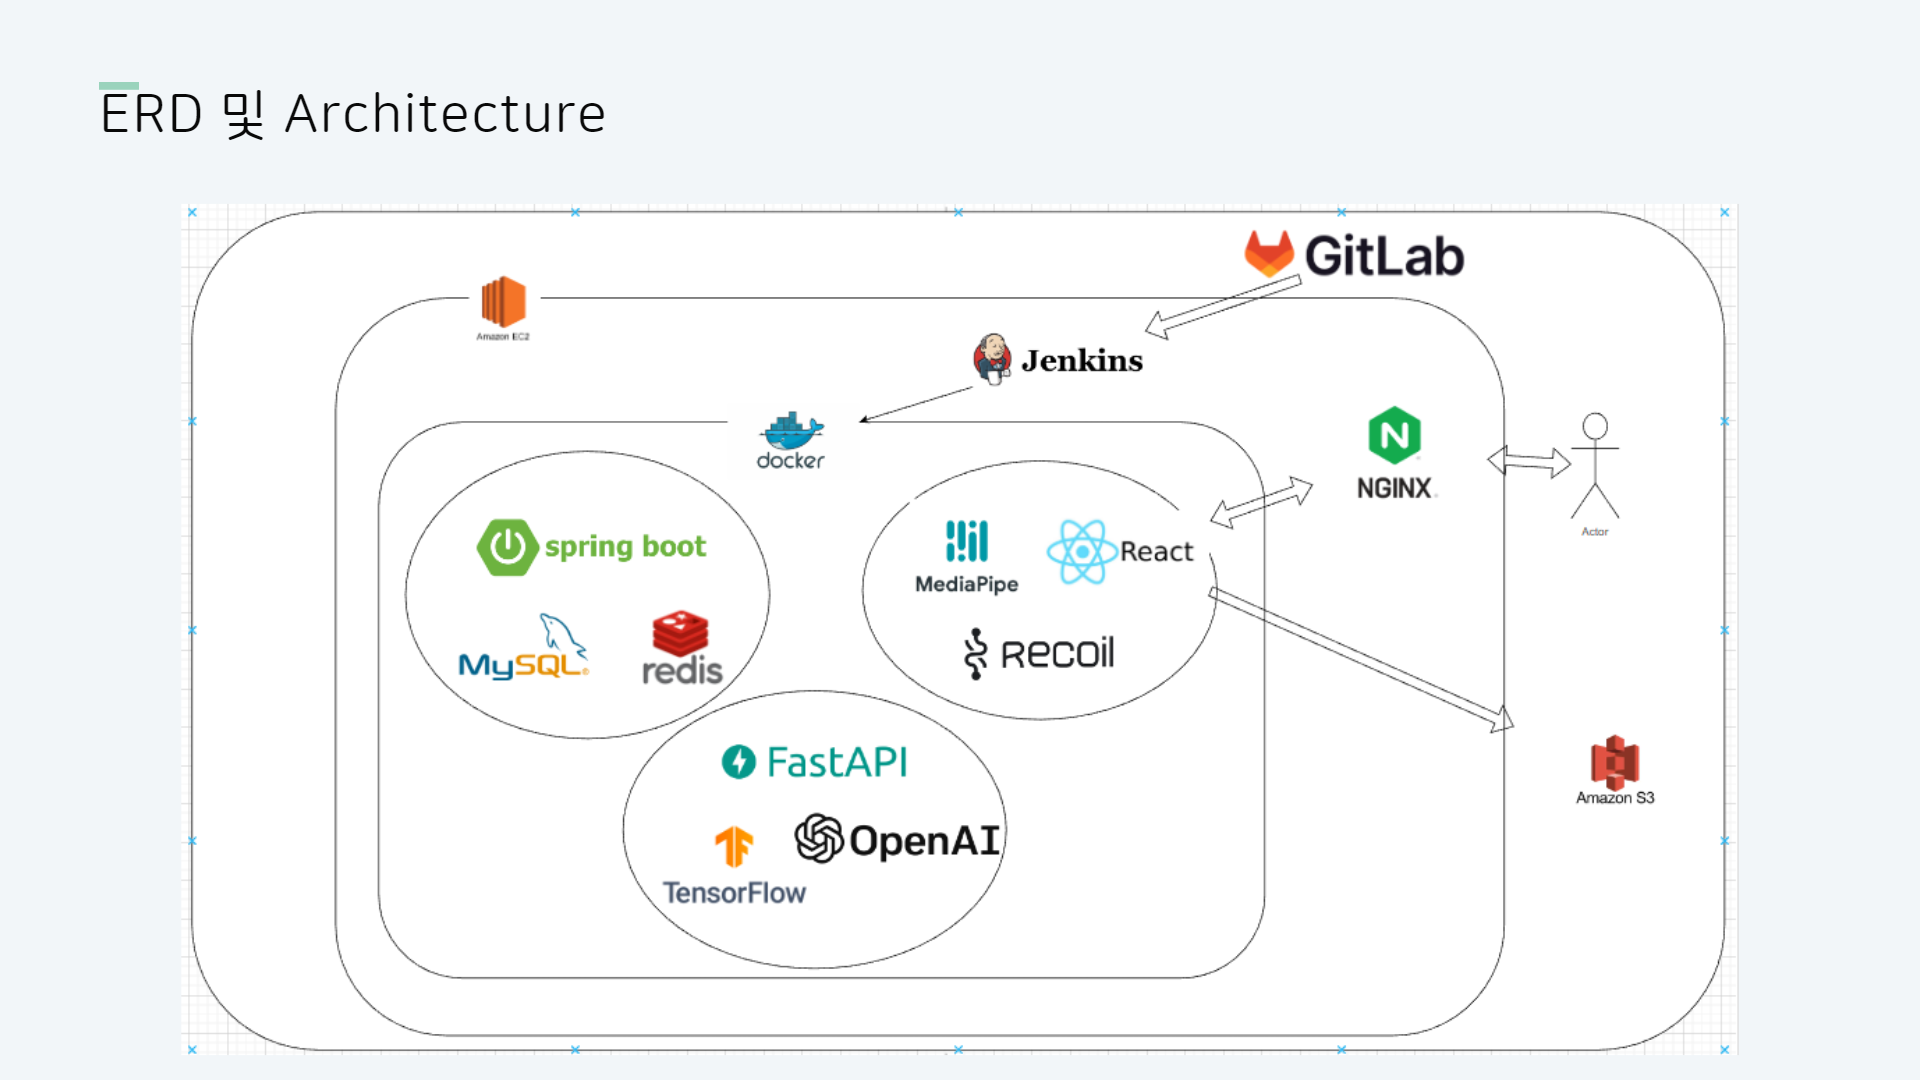 ERD 및 Architecture
GitLab
Amazon EC2
Jenkins
docker
NGINX
Actor
spring boot
MySQL
redis
MediaPipe
React
RECOIL
FastAPI
OpenAI
TensorFlow
Amazon S3